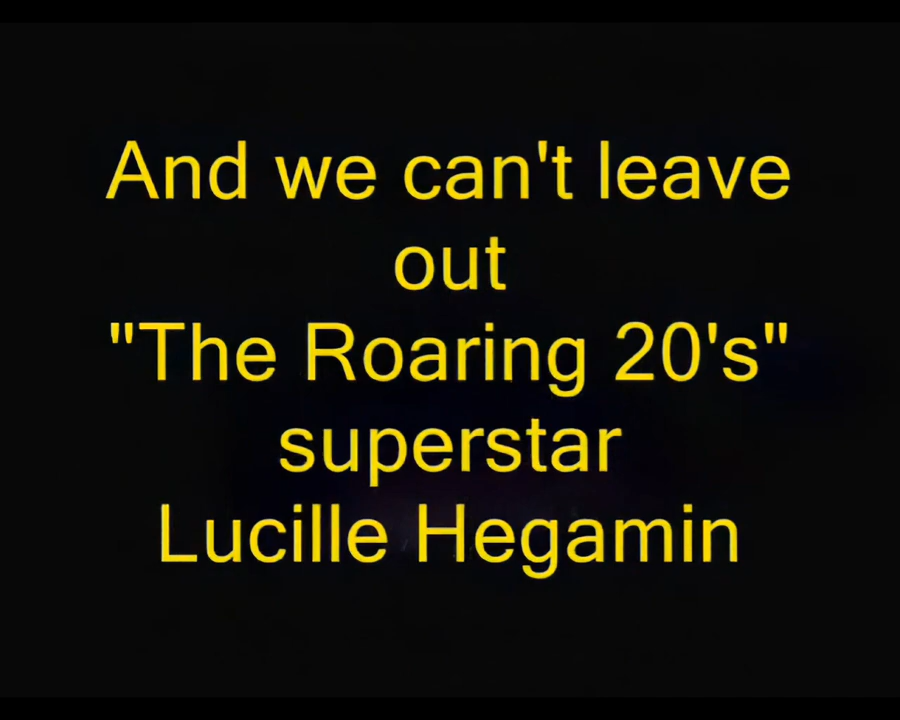 And we can't leave
out
"The Roaring 20's"
superstar
Lucille Hegamin